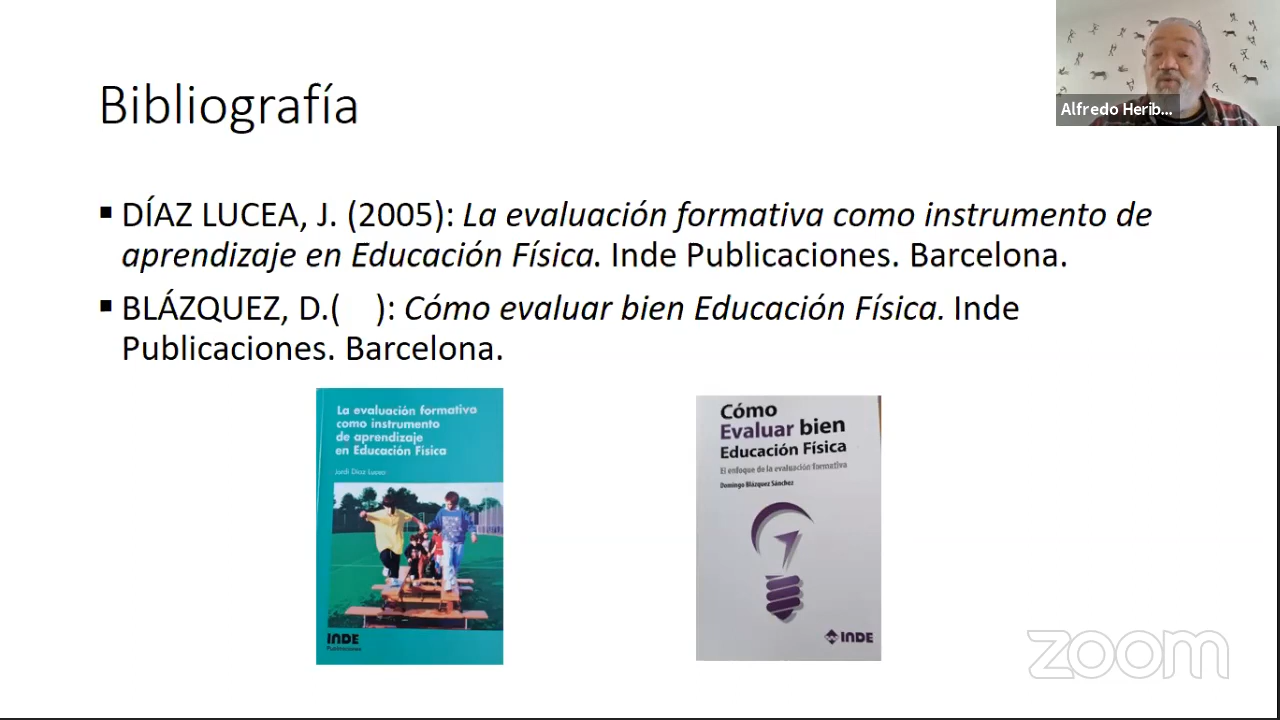 Bibliografía
Alfredo Herib...
▪ DÍAZ LUCEA, J. (2005): La evaluación formativa como instrumento de
aprendizaje en Educación Física. Inde Publicaciones. Barcelona.
▪ BLÁZQUEZ, D.(    ): Cómo evaluar bien Educación Física. Inde
Publicaciones. Barcelona.
La evaluación formativa
como instrumento
de aprendizaje
en Educación Física
Jordi Díaz Lucea
INDE
Publicaciones
Cómo
Evaluar bien
Educación Física
El enfoque de la evaluación formativa
Domingo Blázquez Sánchez
INDE
zoom